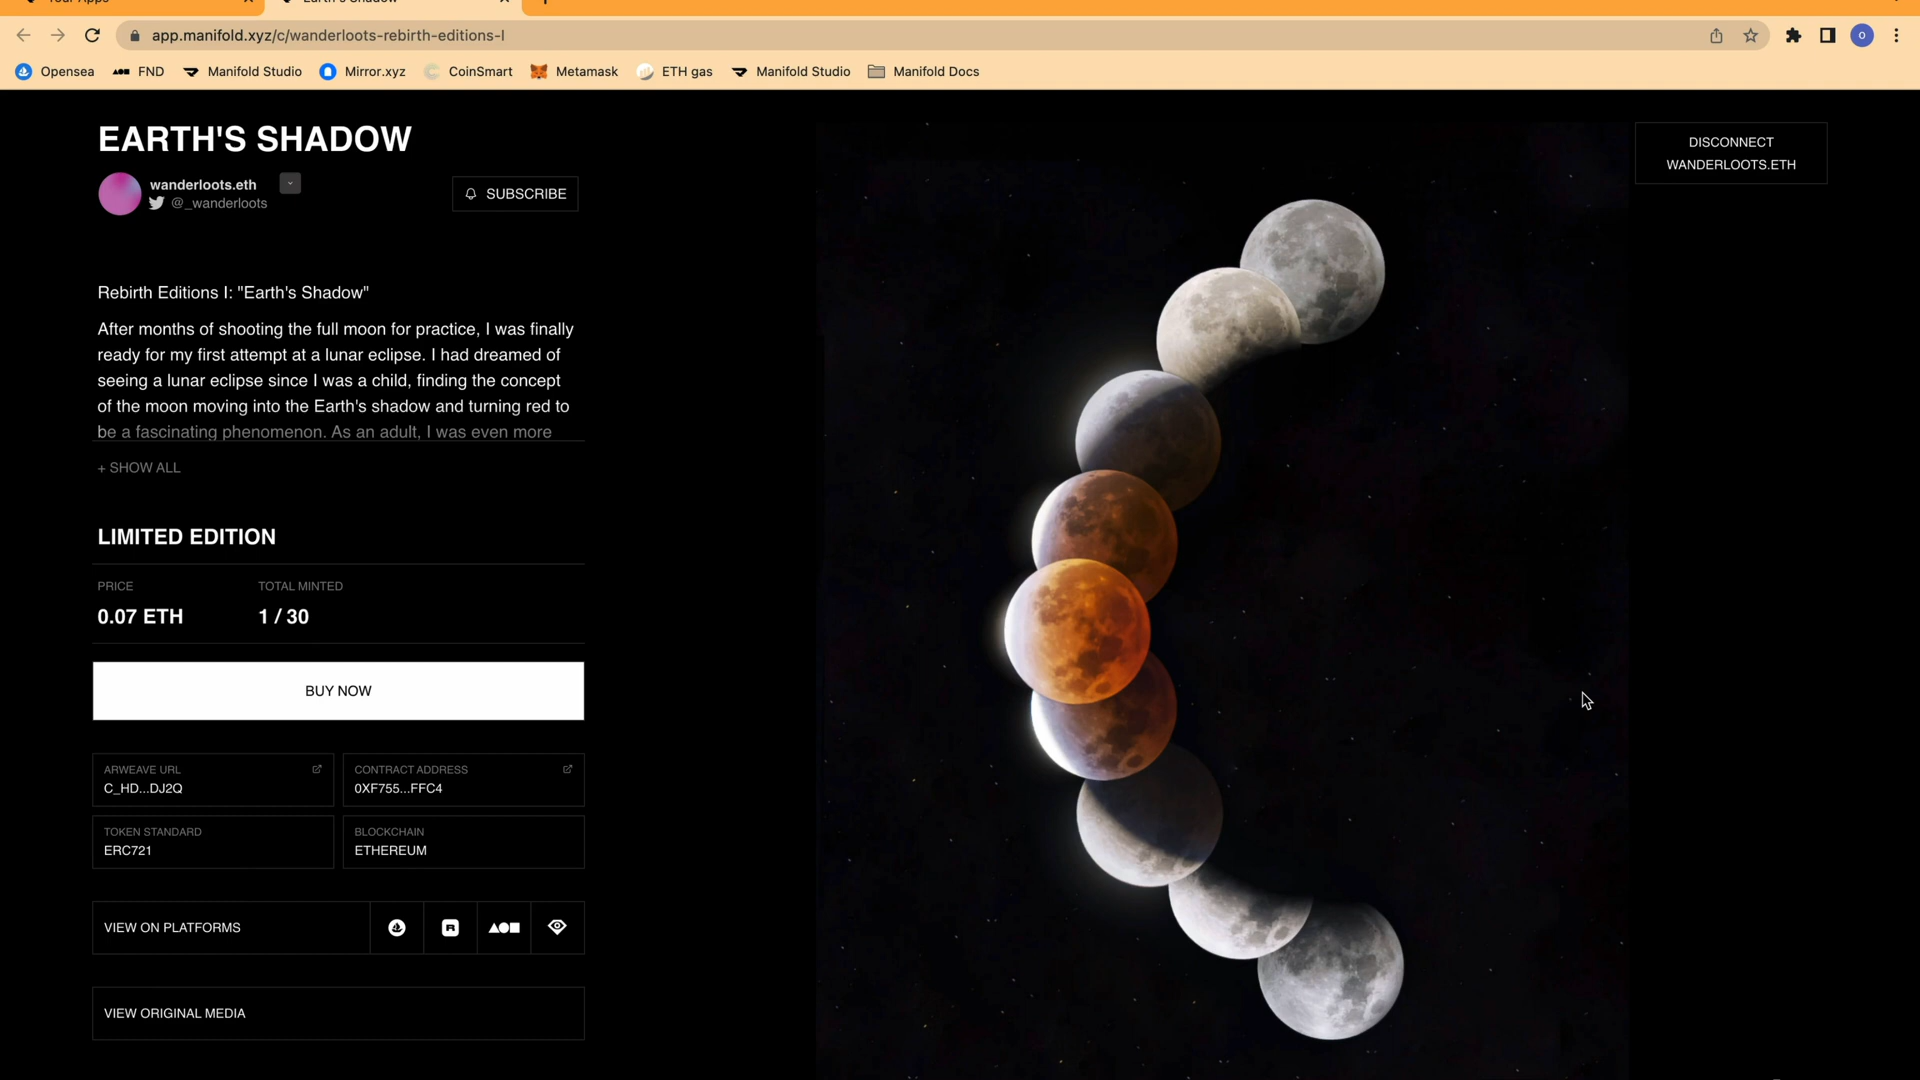 Your Apps
Earth's Shadow
app.manifold.xyz/c/wanderloots-rebirth-editions-I
O
Opensea
FND
Manifold Studio
Mirror.xyz
CoinSmart
Metamask
ETH gas
Manifold Studio
Manifold Docs
EARTH'S SHADOW
wanderloots.eth
@_wanderloots
SUBSCRIBE
DISCONNECT
WANDERLOOTS.ETH
Rebirth Editions I: "Earth's Shadow"
After months of shooting the full moon for practice, I was finally
ready for my first attempt at a lunar eclipse. I had dreamed of
seeing a lunar eclipse since I was a child, finding the concept
of the moon moving into the Earth's shadow and turning red to
be a fascinating phenomenon. As an adult, I was even more
+ SHOW ALL
LIMITED EDITION
PRICE
TOTAL MINTED
0.07 ETH
1 / 30
BUY NOW
ARWEAVE URL
C_HD...DJ2Q
CONTRACT ADDRESS
0XF755...FFC4
TOKEN STANDARD
ERC721
BLOCKCHAIN
ETHEREUM
VIEW ON PLATFORMS
VIEW ORIGINAL MEDIA